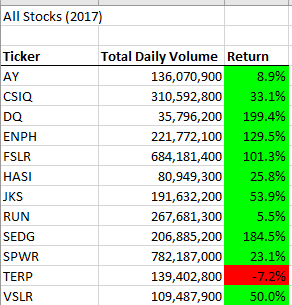 All Stocks (2017)
Ticker Total Daily Volume Return
AY 136,070,900 8.9%
CSIQ 310,592,800 33.1%
DQ 35,796,200 199.4%
ENPH 221,772,100 129.5%
FSLR 684,181,400 101.3%
HASI 80,949,300 25.8%
JKS 191,632,200 53.9%
RUN 267,681,300 5.5%
SEDG 206,885,200 184.5%
SPWR 782,187,000 23.1%
TERP 139,402,800 -7.2%
VSLR 109,487,900 50.0%